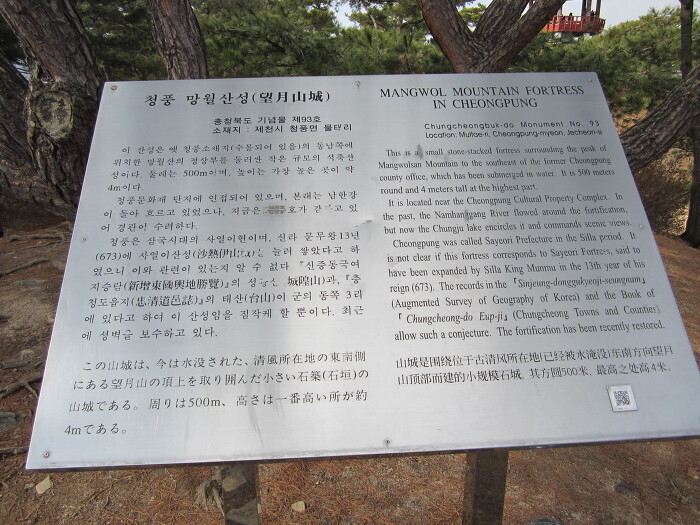 청풍 망월산성(望月山城)
충청북도 기념물 제93호
소재지 : 제천시 청풍면 물태리
이 산성은 옛 청풍소재지(수몰되어 있음)의 동남쪽에
위치한 망월산의 정상부를 둘러싼 작은 규모의 석축산
성이다. 둘레는 500m이며, 높이는 가장 높은 곳이 약
4m이다.
청풍문화재 단지에 인접되어 있으며, 본래는 남한강
이 돌아 흐르고 있었으나, 지금은 호가 감 고 있
어 경관이 수려하다.
청풍은 삼국시대의 사열이현이며, 신라 문무왕13년
(673)에 사열이산성(沙熱伊山城)을 늘려 쌓았다고 하
였으니 이와 관련이 있는지 알 수 없다. 『신증동국여
지승람(新增東國輿地勝覽)』의 城山)과, 『충
청도읍지(忠淸道邑誌)』의 태산(台山)이 군의 동쪽 3리
에 있다고 하여 이 산성임을 짐작케 할 뿐이다. 최근
에 성벽을 보수하고 있다.
この山城は、今は水没された、清風所在地の東南側
にある望月山の頂上を取り囲んだ小さい石築(石垣)の
山城である。周りは500m、高さは一番高い所が約
4mである。
MANGWOL MOUNTAIN FORTRESS
IN CHEONGPUNG
Chungcheongbuk-do Monument No. 93
Location: Multae-ri, Cheongpung-myeon, Jecheon-si
This is a small stone-stacked fortress surrounding the peak of
Mangwolsan Mountain to the southeast of the former Cheongpung
county office, which has been submerged in water. It is 500 meters
round and 4 meters tall at the highest part.
It is located near the Cheongpung Cultural Property Complex. In
the past, the Namhangang River flowed around the fortification,
but now the Chungju lake encircles it and commands scenic views.
Cheongpung was called Sayeori Prefecture in the Silla period. It
is not clear if this fortress corresponds to Sayeori Fortress, said to
have been expanded by Silla King Munmu in the 13th year of his
reign (673). The records in the 『Sinjeung-donggukyeoji-seungnam』
(Augmented Survey of Geography of Korea) and the Book of
『Chungcheong-do Eup-ji』 (Chungcheong Towns and Counties)
allow such a conjecture. The fortification has been recently restored.
山城是围绕位于古清风所在地(已经被水淹没)东南方向望月
山顶部而建的小规模石城，其方圆500米，最高之处高4米。